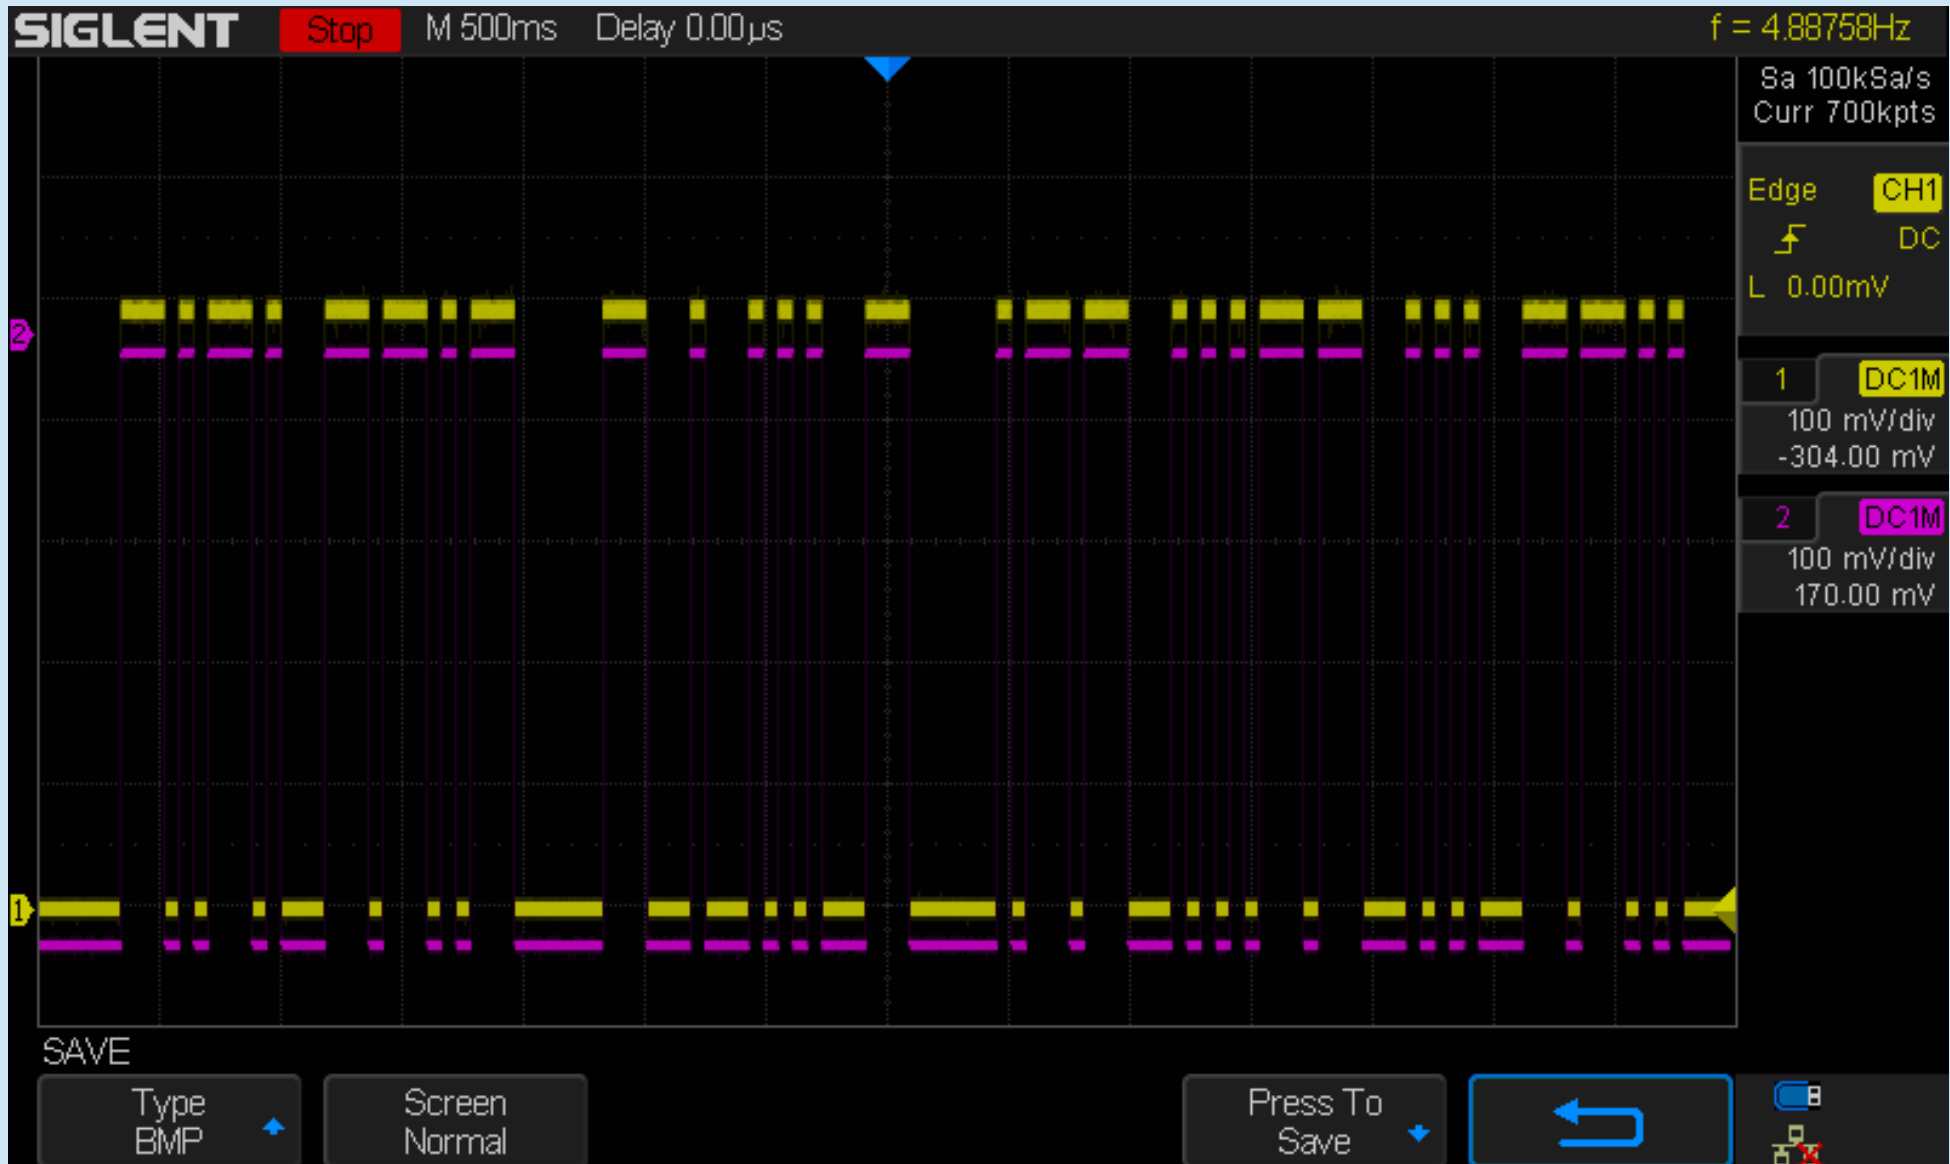 SIGLENT Stop M 500ms Delay 0.00µs f = 4.88758Hz
Sa 100kSa/s
Curr 700kpts
Edge CH1
DC
L 0.00mV
2
1 DC1M
100 mV/div
-304.00 mV
2 DC1M
100 mV/div
170.00 mV
1
SAVE
Type
BMP
Screen
Normal
Press To
Save